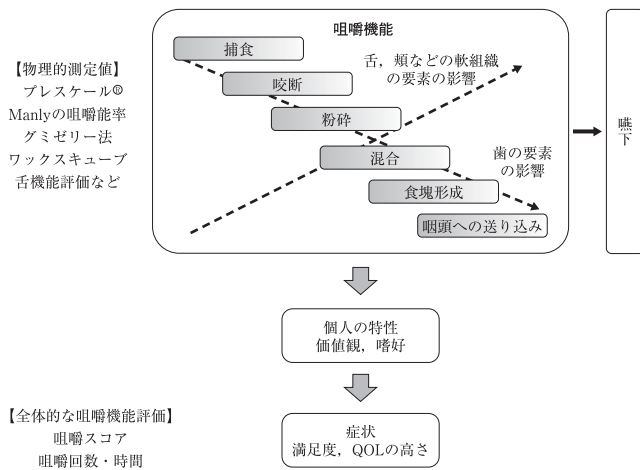 咀嚼機能
捕食
咬断
粉砕
混合
食塊形成
咽頭への送り込み
舌，頬などの軟組織
の要素の影響
歯の要素
の影響
嚥下
【物理的測定値】
プレスケール®
Manlyの咀嚼能率
グミゼリー法
ワックスキューブ
舌機能評価など
個人の特性
価値観，嗜好
【全体的な咀嚼機能評価】
咀嚼スコア
咀嚼回数・時間
症状
満足度，QOLの高さ